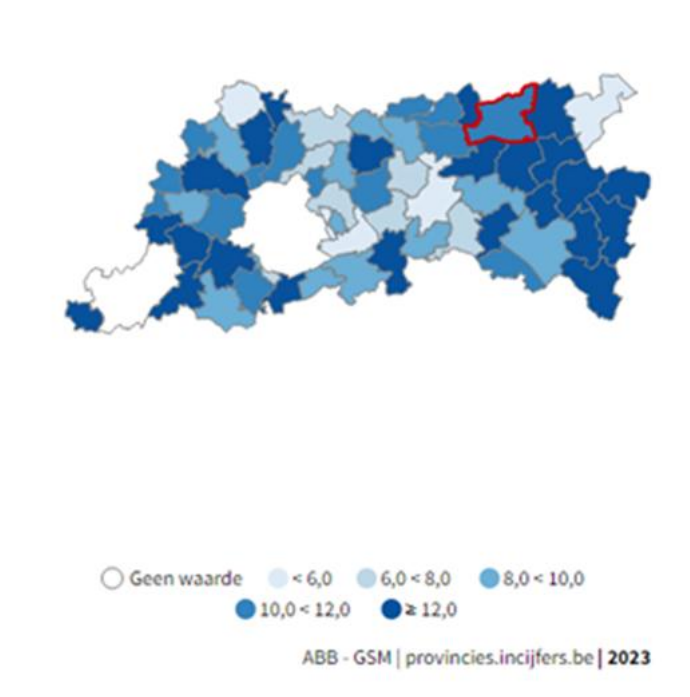 Geen waarde < 6,0 6,0 < 8,0 8,0 < 10,0
10,0 < 12,0 ≥ 12,0
ABB - GSM | provincies.incijfers.be | 2023